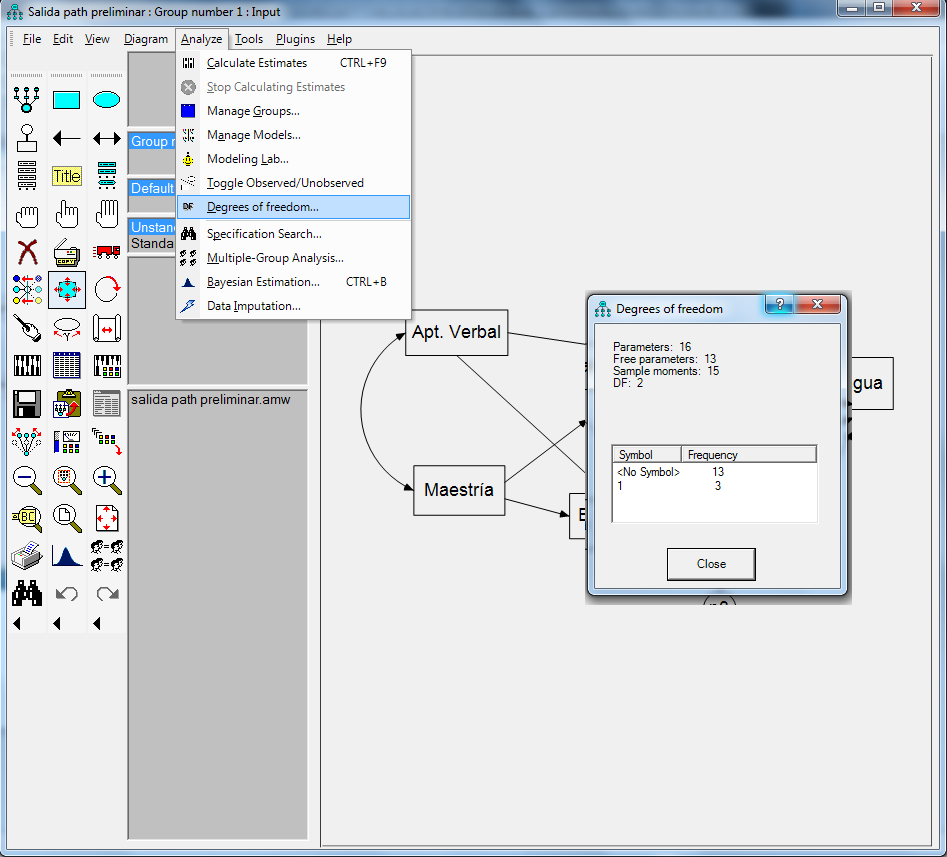 Salida path preliminar : Group number 1 : Input
File Edit View Diagram Analyze Tools Plugins Help
Calculate Estimates CTRL+F9
Stop Calculating Estimates
Manage Groups...
Manage Models...
Modeling Lab...
Toggle Observed/Unobserved
DF Degrees of freedom...
Specification Search...
Multiple-Group Analysis...
Bayesian Estimation... CTRL+B
Data Imputation...
Title
Group
Default
Unstan
Standa
salida path preliminar.amw
Apt. Verbal
Maestría
gua
Degrees of freedom
Parameters: 16
Free parameters: 13
Sample moments: 15
DF: 2
Symbol Frequency
<No Symbol> 13
1 3
Close